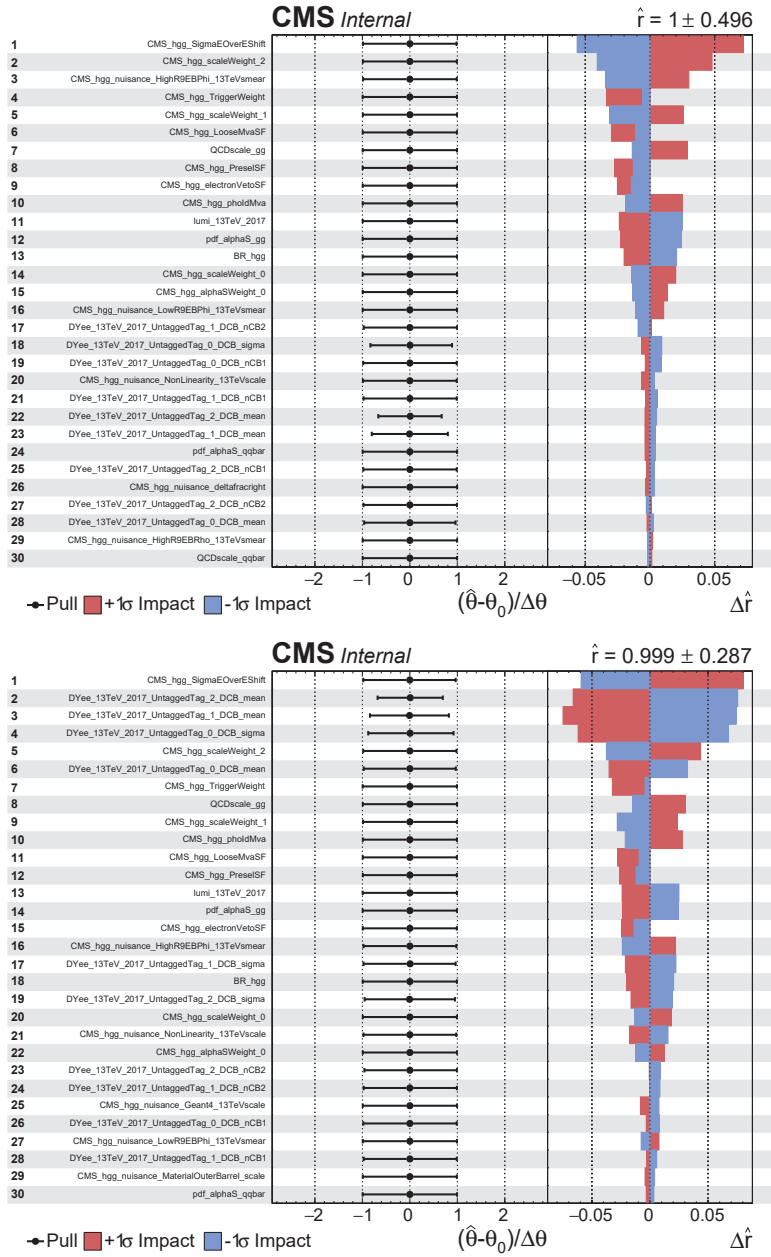 CMS Internal r̂ = 1± 0.496
1 CMS_hgg_SigmaEOverEShift
2 CMS_hgg_scaleWeight_2
3 CMS_hgg_nuisance_HighR9EBPhi_13TeVsmear
4 CMS_hgg_TriggerWeight
5 CMS_hgg_scaleWeight_1
6 CMS_hgg_LooseMvaSF
7 QCDscale_gg
8 CMS_hgg_PreselSF
9 CMS_hgg_electronVetoSF
10 CMS_hgg_phoIdMva
11 lumi_13TeV_2017
12 pdf_alphaS_gg
13 BR_hgg
14 CMS_hgg_scaleWeight_0
15 CMS_hgg_alphaSWeight_0
16 CMS_hgg_nuisance_LowR9EBPhi_13TeVsmear
17 DYee_13TeV_2017_UntaggedTag_1_DCB_nCB2
18 DYee_13TeV_2017_UntaggedTag_0_DCB_sigma
19 DYee_13TeV_2017_UntaggedTag_0_DCB_nCB1
20 CMS_hgg_nuisance_NonLinearity_13TeVscale
21 DYee_13TeV_2017_UntaggedTag_1_DCB_nCB1
22 DYee_13TeV_2017_UntaggedTag_2_DCB_mean
23 DYee_13TeV_2017_UntaggedTag_1_DCB_mean
24 pdf_alphaS_qqbar
25 DYee_13TeV_2017_UntaggedTag_2_DCB_nCB1
26 CMS_hgg_nuisance_deltafracright
27 DYee_13TeV_2017_UntaggedTag_2_DCB_nCB2
28 DYee_13TeV_2017_UntaggedTag_0_DCB_mean
29 CMS_hgg_nuisance_HighR9EBRho_13TeVsmear
30 QCDscale_qqbar
−2 −1 0 1 2 −0.05 0 0.05
Pull +1σ Impact -1σ Impact (θ̂-θ₀)/Δθ Δr̂
CMS Internal r̂ = 0.999 ± 0.287
1 CMS_hgg_SigmaEOverEShift
2 DYee_13TeV_2017_UntaggedTag_2_DCB_mean
3 DYee_13TeV_2017_UntaggedTag_1_DCB_mean
4 DYee_13TeV_2017_UntaggedTag_0_DCB_sigma
5 CMS_hgg_scaleWeight_2
6 DYee_13TeV_2017_UntaggedTag_0_DCB_mean
7 CMS_hgg_TriggerWeight
8 QCDscale_gg
9 CMS_hgg_scaleWeight_1
10 CMS_hgg_phoIdMva
11 CMS_hgg_LooseMvaSF
12 CMS_hgg_PreselSF
13 lumi_13TeV_2017
14 pdf_alphaS_gg
15 CMS_hgg_electronVetoSF
16 CMS_hgg_nuisance_HighR9EBPhi_13TeVsmear
17 DYee_13TeV_2017_UntaggedTag_1_DCB_sigma
18 BR_hgg
19 DYee_13TeV_2017_UntaggedTag_2_DCB_sigma
20 CMS_hgg_scaleWeight_0
21 CMS_hgg_nuisance_NonLinearity_13TeVscale
22 CMS_hgg_alphaSWeight_0
23 DYee_13TeV_2017_UntaggedTag_2_DCB_nCB2
24 DYee_13TeV_2017_UntaggedTag_1_DCB_nCB2
25 CMS_hgg_nuisance_Geant4_13TeVscale
26 DYee_13TeV_2017_UntaggedTag_0_DCB_nCB1
27 CMS_hgg_nuisance_LowR9EBPhi_13TeVsmear
28 DYee_13TeV_2017_UntaggedTag_1_DCB_nCB1
29 CMS_hgg_nuisance_MaterialOuterBarrel_scale
30 pdf_alphaS_qqbar
−2 −1 0 1 2 −0.05 0 0.05
Pull +1σ Impact -1σ Impact (θ̂-θ₀)/Δθ Δr̂